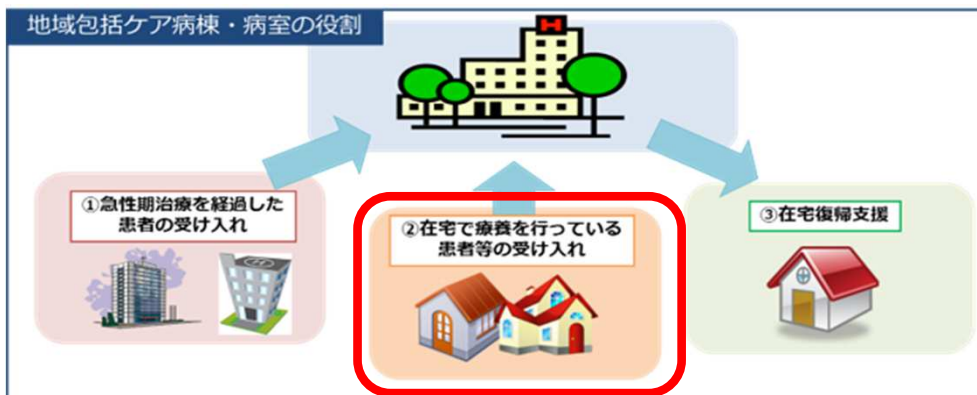 地域包括ケア病棟・病室の役割
H
①急性期治療を経過した
患者の受け入れ
②在宅で療養を行っている
患者等の受け入れ
③在宅復帰支援